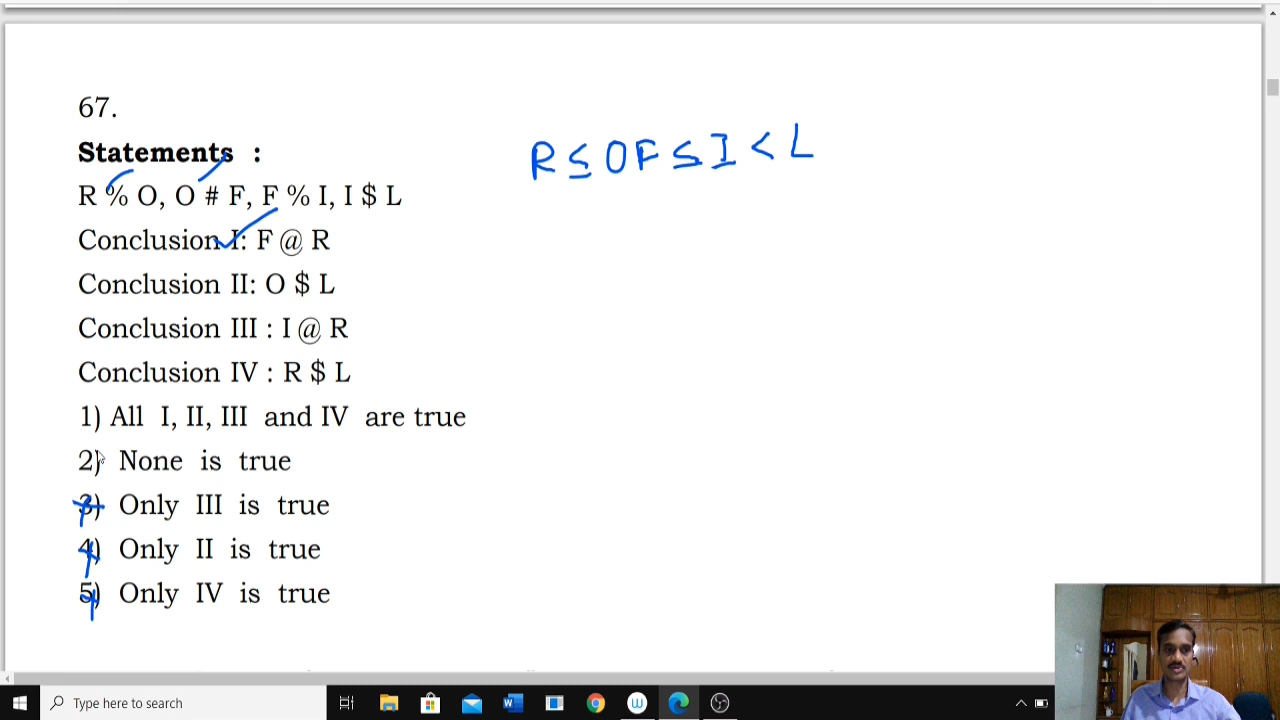 67.
Statements :
R ≤ O F ≤ I < L
R % O, O # F, F % I, I $ L
Conclusion I: F @ R
Conclusion II: O $ L
Conclusion III : I @ R
Conclusion IV : R $ L
1) All I, II, III and IV are true
2) None is true
3) Only III is true
4) Only II is true
5) Only IV is true
Type here to search